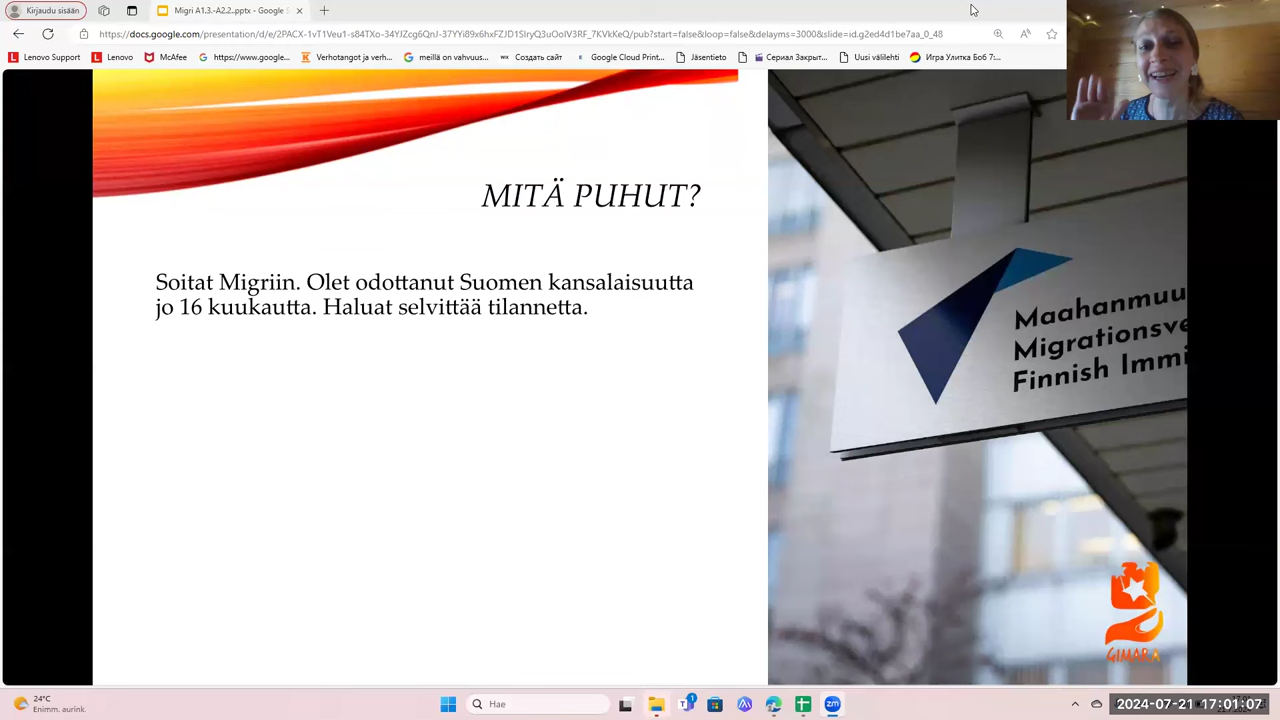 Kirjaudu sisään
Migri A1.3.-A2.2..pptx - Google S
https://docs.google.com/presentation/d/e/2PACX-1vT1Veu1-s84TXo-34YJZcg6QnJ-37YYi89x6hxFZJD1SIryQ3uOoIV3RF_7KVkKeQ/pub?start=false&loop=false&delayms=3000&slide=id.g2ed4d1be7aa_0_48
Lenovo Support
Lenovo
McAfee
https://www.google...
Verhotangot ja verh...
meillä on vahvuus...
Создать сайт
Google Cloud Print...
Jäsentieto
Сериал Закрыт...
Uusi välilehti
Игра Улитка Боб 7:...
MITÄ PUHUT?
Soitat Migriin. Olet odottanut Suomen kansalaisuutta
jo 16 kuukautta. Haluat selvittää tilannetta.
Maahanmuu
Migrationsve
Finnish Immi
GIMARA
24°C
Enimm. aurink.
Hae
1
zm
2024-07-21 17:01:07